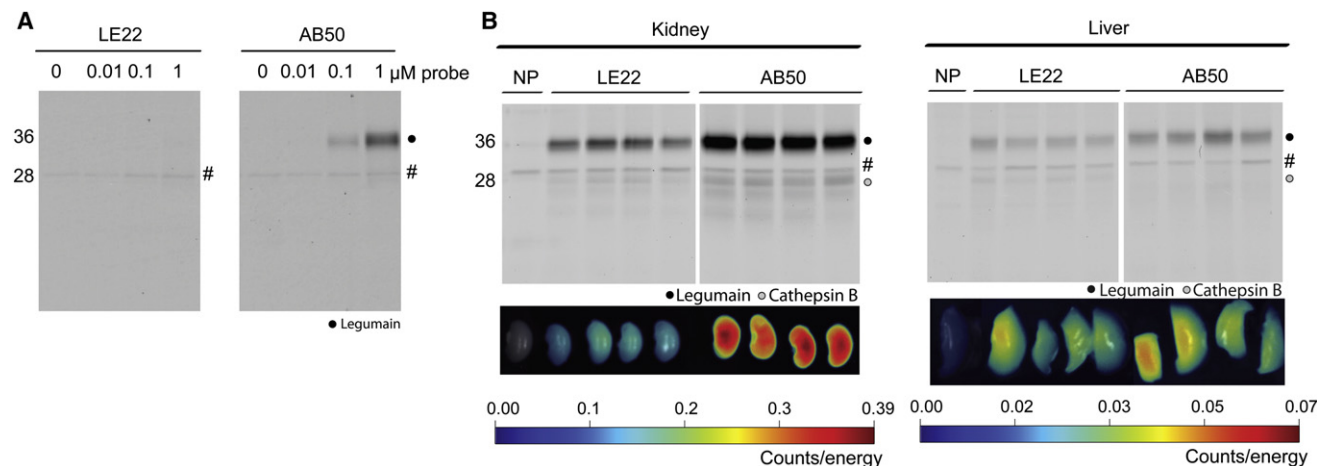 A
LE22 AB50
0 0.01 0.1 1 0 0.01 0.1 1 μM probe
36
28
# #
● Legumain
B
Kidney
NP LE22 AB50
36
28
#
● Legumain ● Cathepsin B
0.00 0.1 0.2 0.3 0.39
Counts/energy
Liver
NP LE22 AB50
#
● Legumain ● Cathepsin B
0.00 0.02 0.03 0.05 0.07
Counts/energy